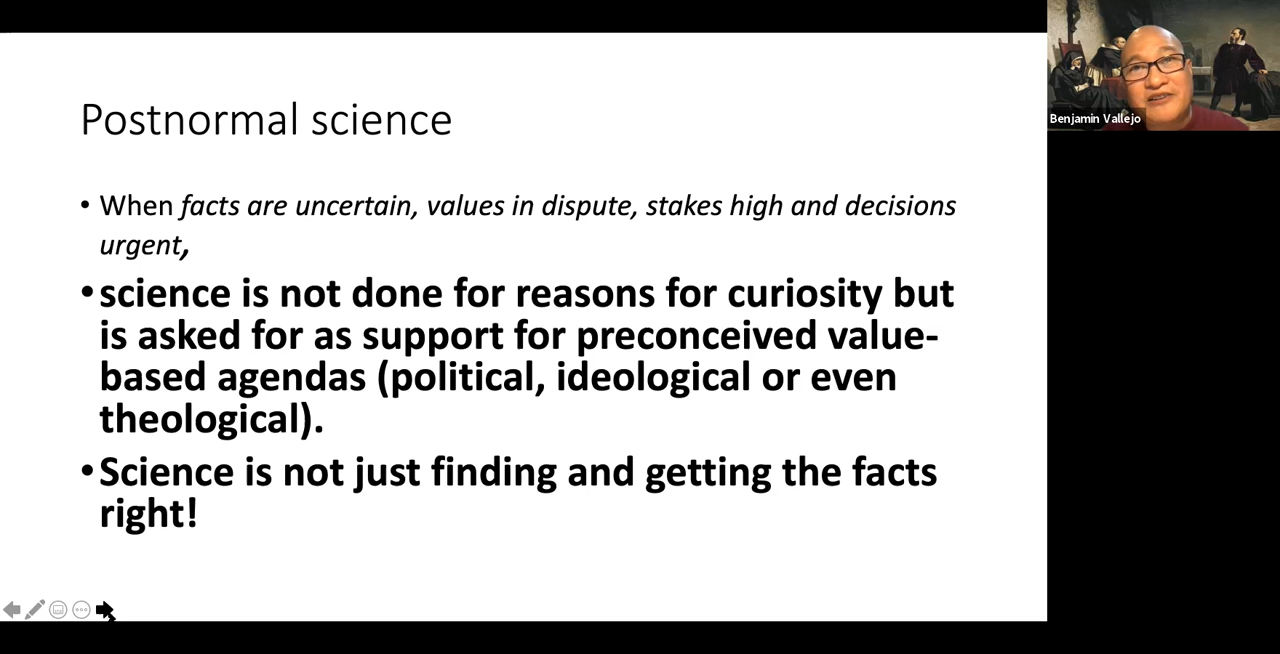 Postnormal science
• When facts are uncertain, values in dispute, stakes high and decisions
urgent,
• science is not done for reasons for curiosity but
is asked for as support for preconceived value-
based agendas (political, ideological or even
theological).
• Science is not just finding and getting the facts
right!
Benjamin Vallejo